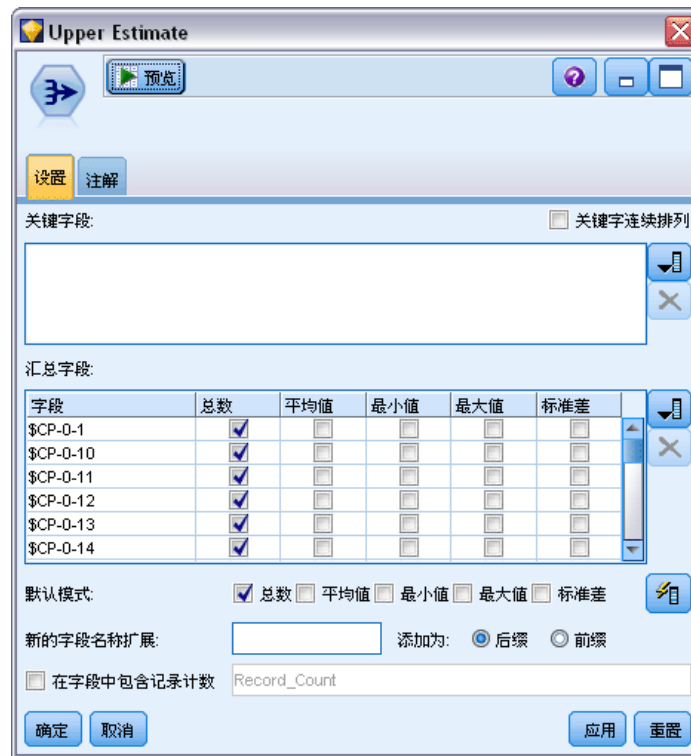 Upper Estimate
预览
设置 注解
关键字段: 关键字连续排列
汇总字段:
字段 总数 平均值 最小值 最大值 标准差
$CP-0-1
$CP-0-10
$CP-0-11
$CP-0-12
$CP-0-13
$CP-0-14
默认模式: 总数 平均值 最小值 最大值 标准差
新的字段名称扩展: 添加为: 后缀 前缀
在字段中包含记录计数 Record_Count
确定 取消 应用 重置